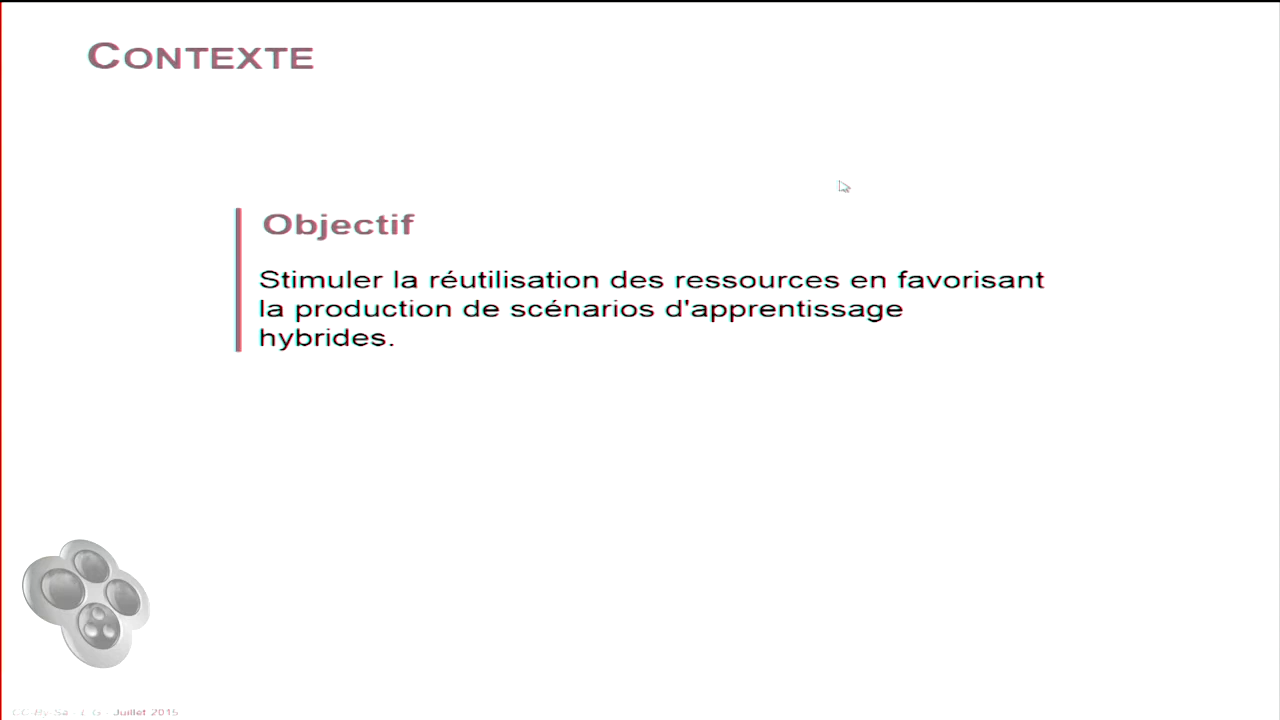 CONTEXTE
Objectif
Stimuler la réutilisation des ressources en favorisant
la production de scénarios d'apprentissage
hybrides.
CC-By-Sa - L G - Juillet 2015